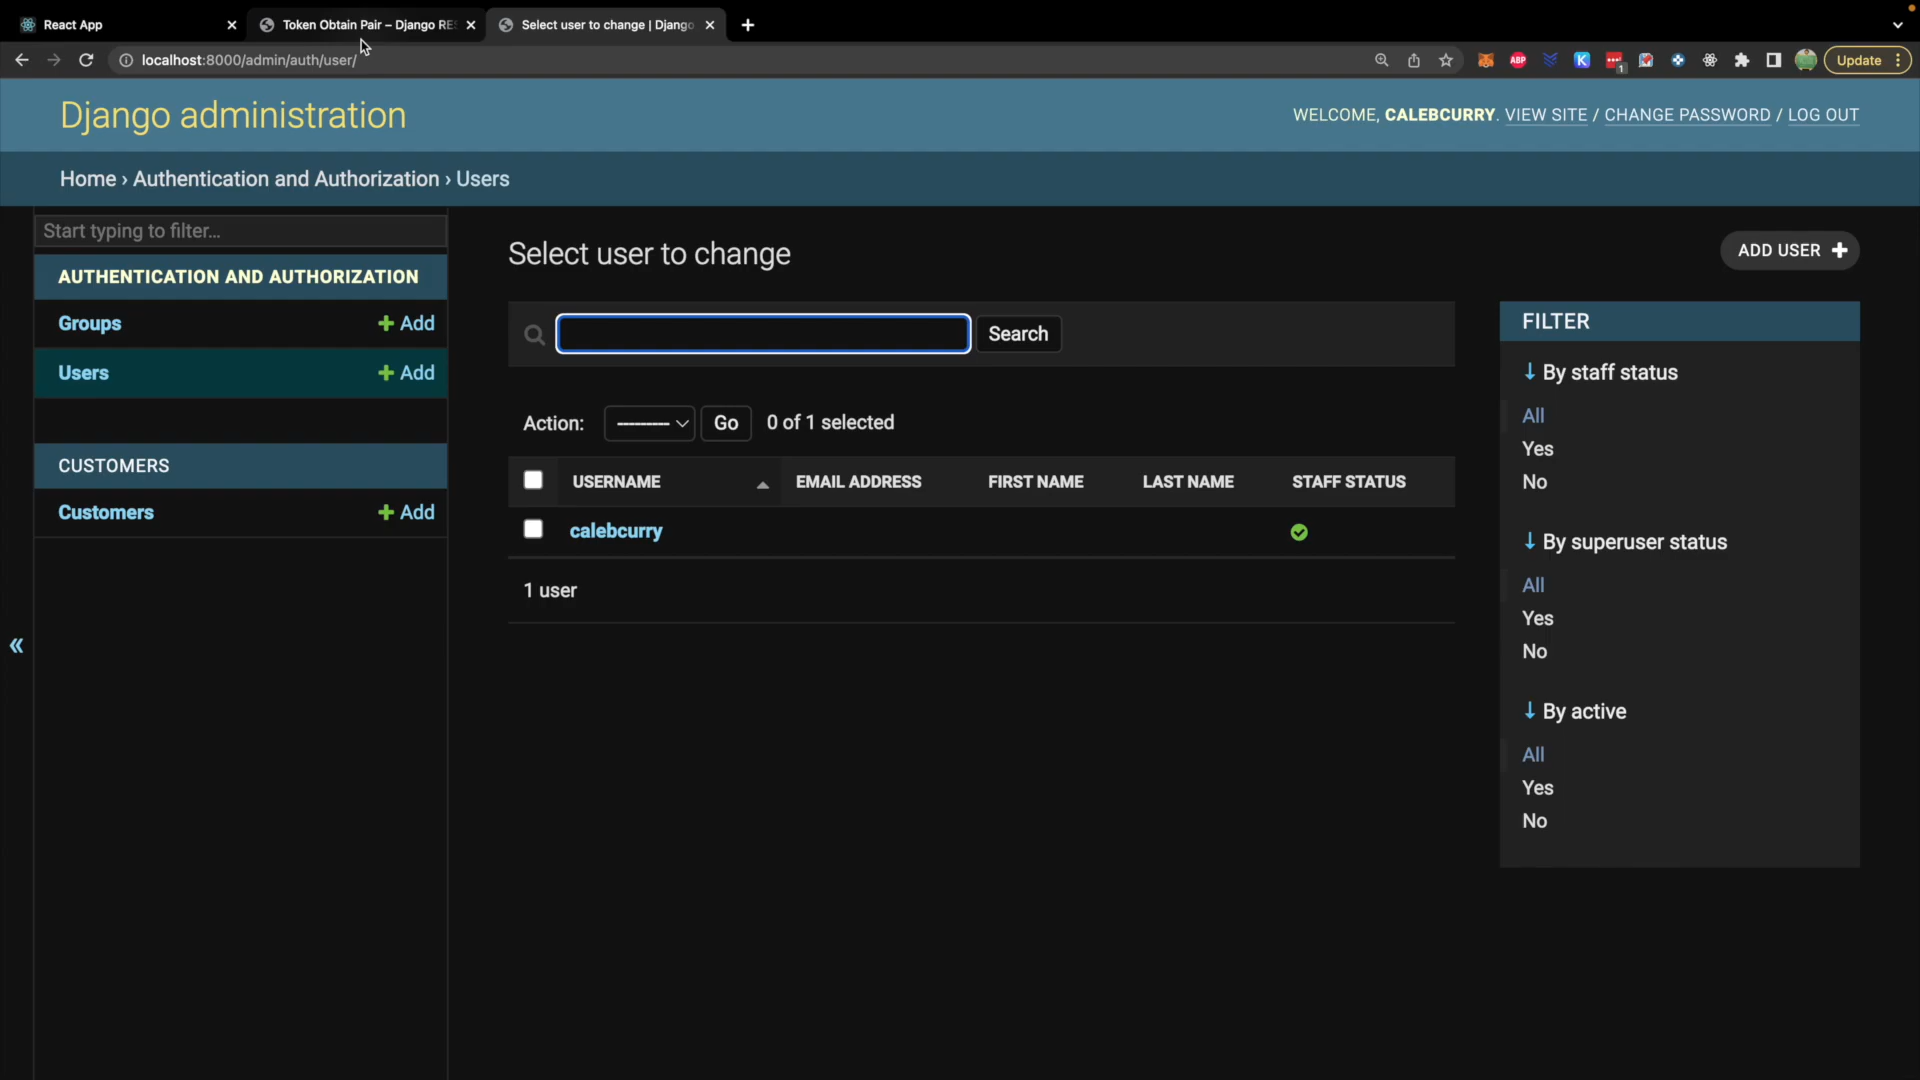 React App
Token Obtain Pair – Django RES
Select user to change | Django
localhost:8000/admin/auth/user/
ABP
K
1
Update
Django administration
WELCOME, CALEBCURRY. VIEW SITE / CHANGE PASSWORD / LOG OUT
Home › Authentication and Authorization › Users
Start typing to filter...
AUTHENTICATION AND AUTHORIZATION
Groups + Add
Users + Add
CUSTOMERS
Customers + Add
«
Select user to change
ADD USER +
Search
Action: --------- Go 0 of 1 selected
USERNAME EMAIL ADDRESS FIRST NAME LAST NAME STAFF STATUS
calebcurry
1 user
FILTER
↓ By staff status
All
Yes
No
↓ By superuser status
All
Yes
No
↓ By active
All
Yes
No